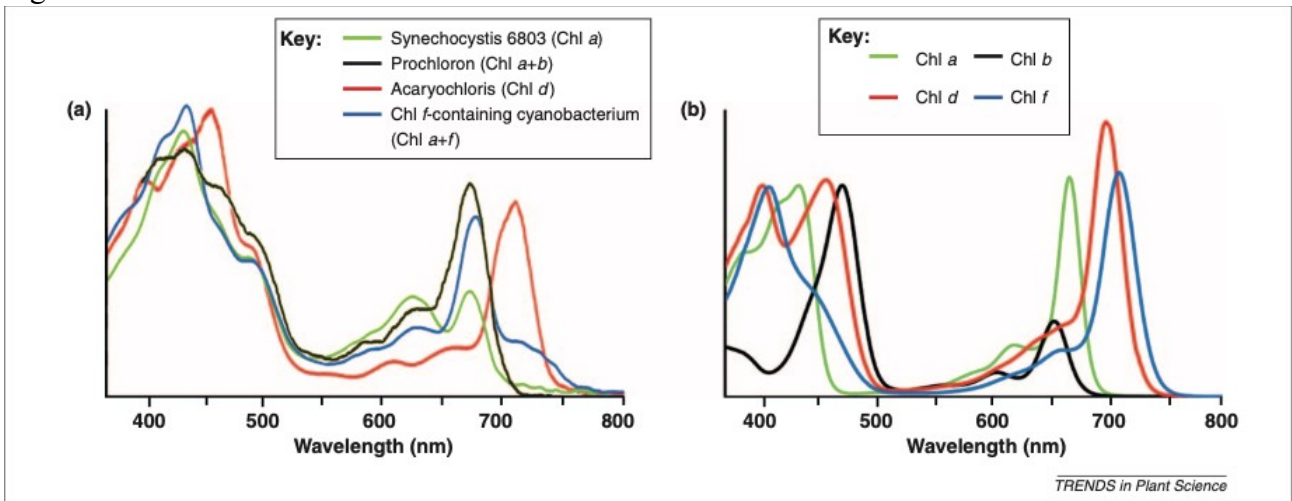 Key:
Synechocystis 6803 (Chl a)
Prochloron (Chl a+b)
Acaryochloris (Chl d)
Chl f-containing cyanobacterium
(Chl a+f)
(a)
400 500 600 700 800
Wavelength (nm)
Key:
Chl a Chl b
Chl d Chl f
(b)
400 500 600 700 800
Wavelength (nm)
TRENDS in Plant Science